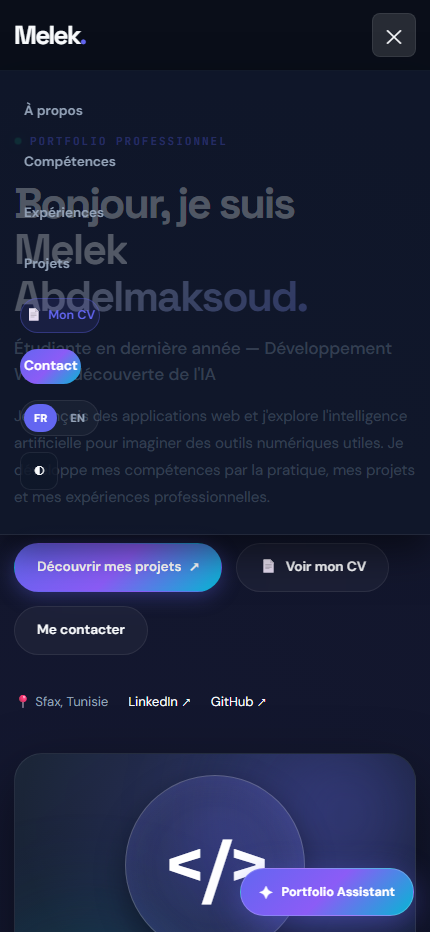 Melek.
À propos
PORTFOLIO PROFESSIONNEL
Compétences
Bonjour, je suis
Expériences
Melek
Projets
Abdelmaksoud.
Mon CV
Étudiante en dernière année — Développement
Contact
découverte de l'IA
des applications web et j'explore l'intelligence
FR EN
artificielle pour imaginer des outils numériques utiles. Je
mes compétences par la pratique, mes projets
et mes expériences professionnelles.
Découvrir mes projets ↗
Voir mon CV
Me contacter
Sfax, Tunisie LinkedIn ↗ GitHub ↗
</>
Portfolio Assistant